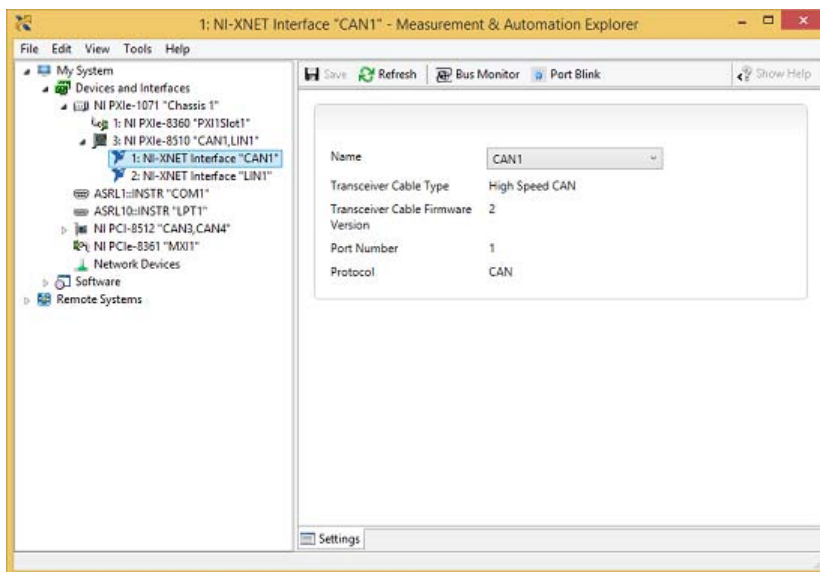 1: NI-XNET Interface "CAN1" - Measurement & Automation Explorer
File Edit View Tools Help
My System
Devices and Interfaces
NI PXIe-1071 "Chassis 1"
1: NI PXIe-8360 "PXI1Slot1"
3: NI PXIe-8510 "CAN1,LIN1"
1: NI-XNET Interface "CAN1"
2: NI-XNET Interface "LIN1"
ASRL1::INSTR "COM1"
ASRL10::INSTR "LPT1"
NI PCI-8512 "CAN3,CAN4"
NI PCIe-8361 "MXI1"
Network Devices
Software
Remote Systems
Save Refresh Bus Monitor Port Blink Show Help
Name CAN1
Transceiver Cable Type High Speed CAN
Transceiver Cable Firmware Version 2
Port Number 1
Protocol CAN
Settings